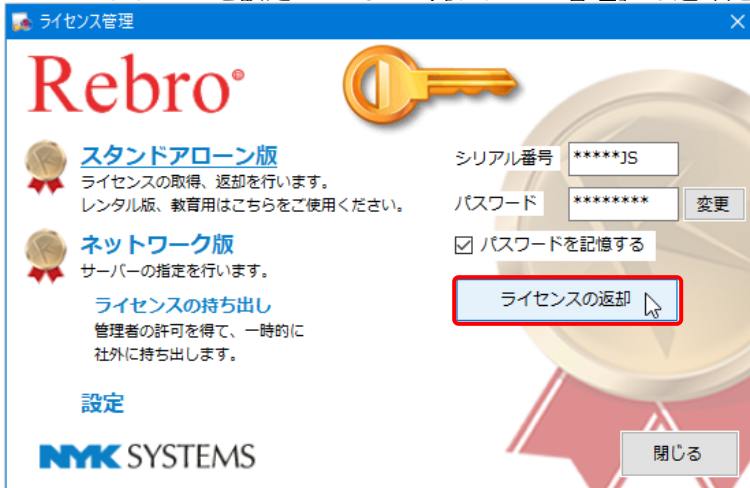 ライセンス管理
Rebro®
スタンドアローン版
ライセンスの取得、返却を行います。
レンタル版、教育用はこちらをご使用ください。
ネットワーク版
サーバーの指定を行います。
ライセンスの持ち出し
管理者の許可を得て、一時的に
社外に持ち出します。
設定
NYK SYSTEMS
シリアル番号 *****JS
パスワード ******** 変更
パスワードを記憶する
ライセンスの返却
閉じる